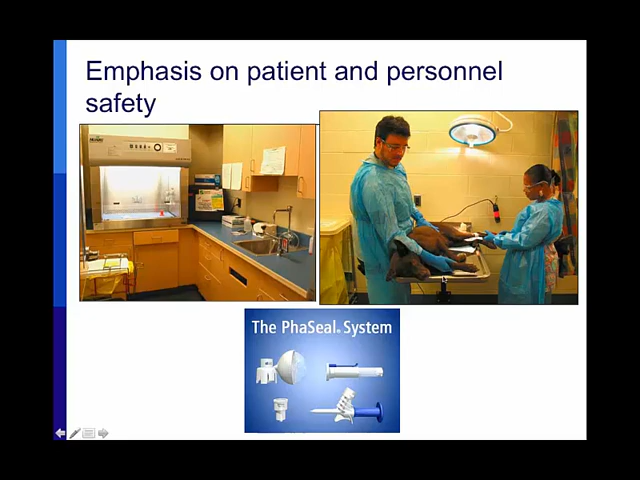 Emphasis on patient and personnel
safety
The PhaSeal® System